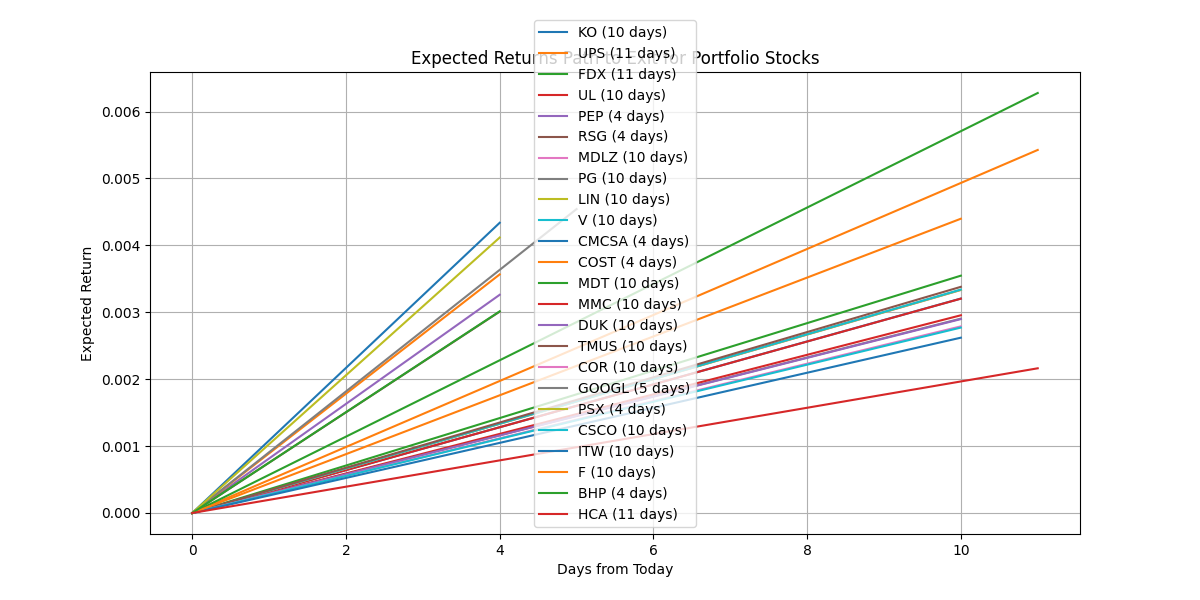 Expected Returns Path to Exit for Portfolio Stocks
KO (10 days)
UPS (11 days)
FDX (11 days)
UL (10 days)
PEP (4 days)
RSG (4 days)
MDLZ (10 days)
PG (10 days)
LIN (10 days)
V (10 days)
CMCSA (4 days)
COST (4 days)
MDT (10 days)
MMC (10 days)
DUK (10 days)
TMUS (10 days)
COR (10 days)
GOOGL (5 days)
PSX (4 days)
CSCO (10 days)
ITW (10 days)
F (10 days)
BHP (4 days)
HCA (11 days)
Expected Return
0.006
0.005
0.004
0.003
0.002
0.001
0.000
0
2
4
6
8
10
Days from Today